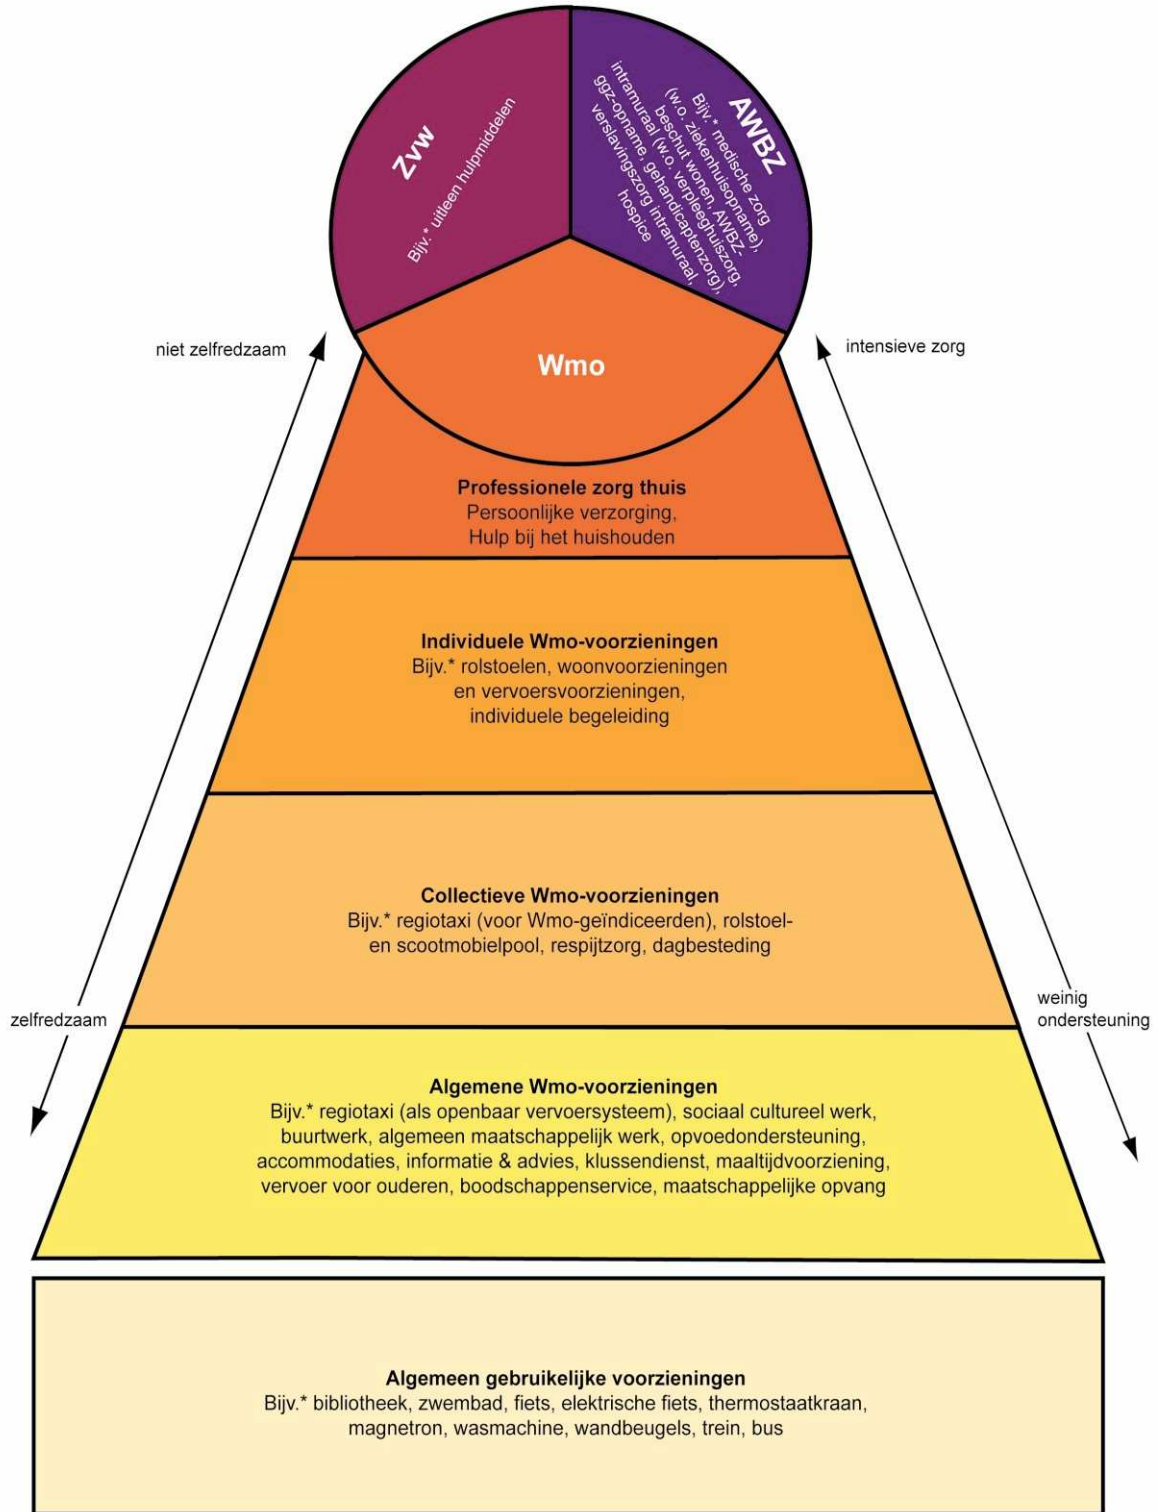 Zvw
Bijv.* uitleen hulpmiddelen
AWBZ
Bijv.* medische zorg
(w.o. ziekenhuisopname),
beschut wonen, AWBZ-
intramuraal (w.o. verpleeghuiszorg,
ggz-opname, gehandicaptenzorg),
verslavingszorg intramuraal,
hospice
niet zelfredzaam
intensieve zorg
Wmo
Professionele zorg thuis
Persoonlijke verzorging,
Hulp bij het huishouden
Individuele Wmo-voorzieningen
Bijv.* rolstoelen, woonvoorzieningen
en vervoersvoorzieningen,
individuele begeleiding
Collectieve Wmo-voorzieningen
Bijv.* regiotaxi (voor Wmo-geïndiceerden), rolstoel-
en scootmobielpool, respijtzorg, dagbesteding
zelfredzaam
weinig
ondersteuning
Algemene Wmo-voorzieningen
Bijv.* regiotaxi (als openbaar vervoersysteem), sociaal cultureel werk,
buurtwerk, algemeen maatschappelijk werk, opvoedondersteuning,
accommodaties, informatie & advies, klussendienst, maaltijdvoorziening,
vervoer voor ouderen, boodschappenservice, maatschappelijke opvang
Algemeen gebruikelijke voorzieningen
Bijv.* bibliotheek, zwembad, fiets, elektrische fiets, thermostaatkraan,
magnetron, wasmachine, wandbeugels, trein, bus